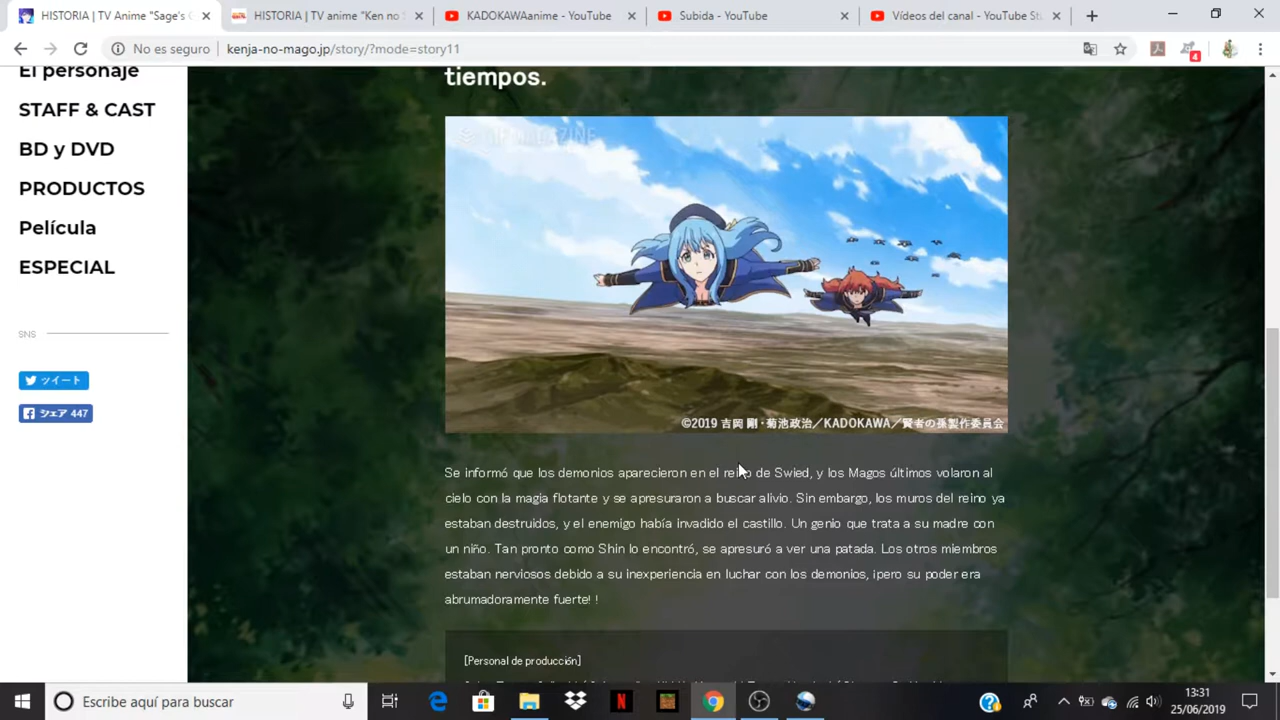 HISTORIA | TV Anime "Sage's G
HISTORIA | TV anime "Ken no S
KADOKAWAanime - YouTube
Subida - YouTube
Vídeos del canal - YouTube Stu
No es seguro
kenja-no-mago.jp/story/?mode=story11
4
El personaje
STAFF & CAST
BD y DVD
PRODUCTOS
Película
ESPECIAL
SNS
ツイート
シェア 447
tiempos.
GIFMAGAZINE
©2019 吉岡 剛・菊池政治／KADOKAWA／賢者の孫製作委員会
Se informó que los demonios aparecieron en el reino de Swied, y los Magos últimos volaron al
cielo con la magia flotante y se apresuraron a buscar alivio. Sin embargo, los muros del reino ya
estaban destruidos, y el enemigo había invadido el castillo. Un genio que trata a su madre con
un niño. Tan pronto como Shin lo encontró, se apresuró a ver una patada. Los otros miembros
estaban nerviosos debido a su inexperiencia en luchar con los demonios, ¡pero su poder era
abrumadoramente fuerte! !
[Personal de producción]
Escribe aquí para buscar
13:31
25/06/2019